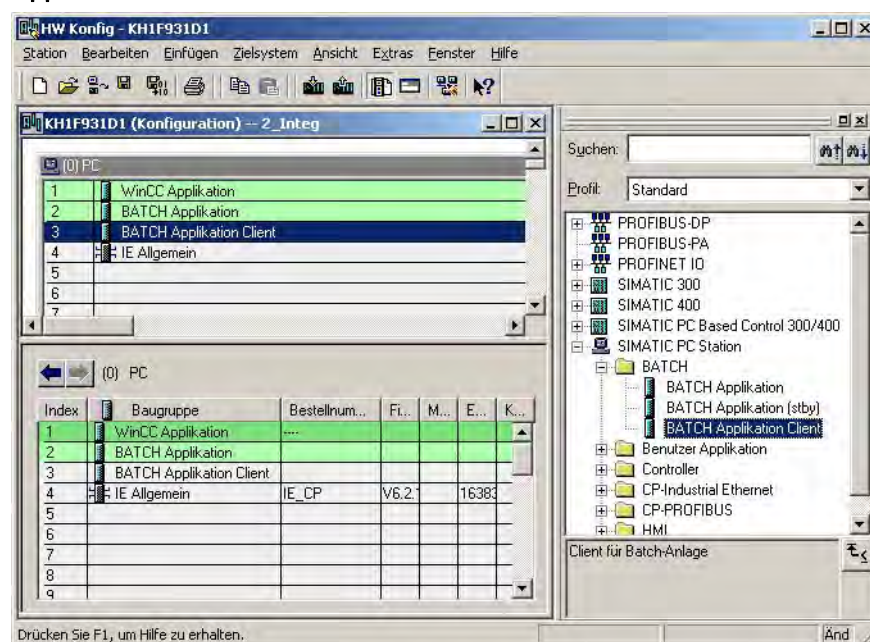 HW Konfig - KH1F931D1
Station Bearbeiten Einfügen Zielsystem Ansicht Extras Fenster Hilfe
KH1F931D1 (Konfiguration) -- 2_Integ
(0) PC
1 WinCC Applikation
2 BATCH Applikation
3 BATCH Applikation Client
4 IE Allgemein
5
6
7
(0) PC
Index Baugruppe Bestellnum... Fi... M... E... K...
1 WinCC Applikation ----
2 BATCH Applikation
3 BATCH Applikation Client
4 IE Allgemein IE_CP V6.2.1 16383
5
6
7
8
9
Suchen:
Profil: Standard
PROFIBUS-DP
PROFIBUS-PA
PROFINET IO
SIMATIC 300
SIMATIC 400
SIMATIC PC Based Control 300/400
SIMATIC PC Station
BATCH
BATCH Applikation
BATCH Applikation (stby)
BATCH Applikation Client
Benutzer Applikation
Controller
CP-Industrial Ethernet
CP-PROFIBUS
HMI
Client für Batch-Anlage
Drücken Sie F1, um Hilfe zu erhalten.
Änd